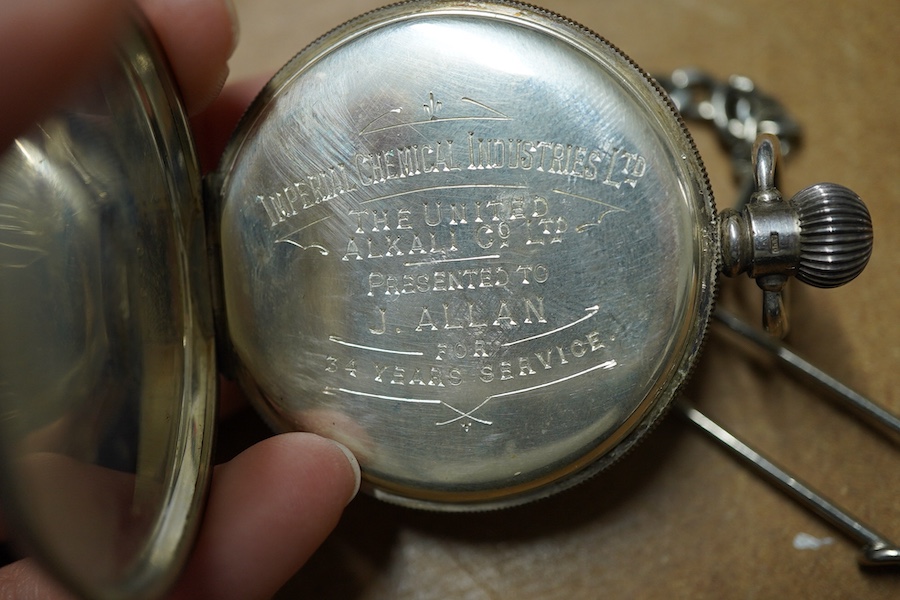 IMPERIAL CHEMICAL INDUSTRIES LTD
THE UNITED
ALKALI CO LTD
PRESENTED TO
J. ALLAN
FOR
34 YEARS SERVICE.